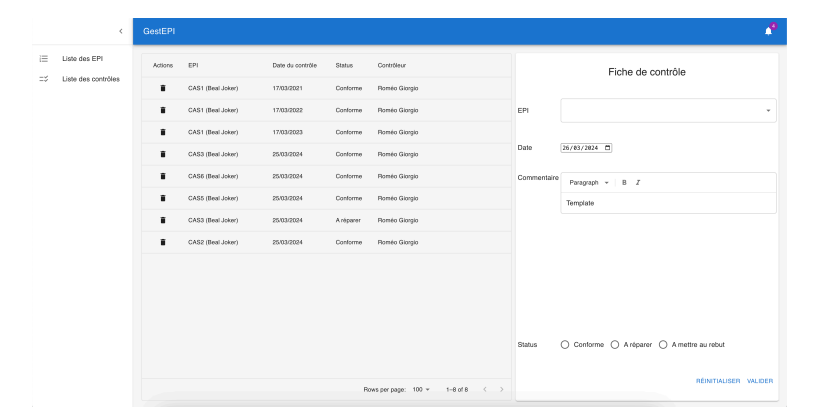 GestEPI
4
Liste des EPI
Liste des contrôles
Actions EPI Date du contrôle Status Contrôleur
CAS1 (Beal Joker) 17/03/2021 Conforme Roméo Giorgio
CAS1 (Beal Joker) 17/03/2022 Conforme Roméo Giorgio
CAS1 (Beal Joker) 17/03/2023 Conforme Roméo Giorgio
CAS3 (Beal Joker) 25/03/2024 Conforme Roméo Giorgio
CAS6 (Beal Joker) 25/03/2024 Conforme Roméo Giorgio
CAS5 (Beal Joker) 25/03/2024 Conforme Roméo Giorgio
CAS3 (Beal Joker) 25/03/2024 A réparer Roméo Giorgio
CAS2 (Beal Joker) 25/03/2024 Conforme Roméo Giorgio
Rows per page: 100 1–8 of 8
Fiche de contrôle
EPI
Date 26/03/2024
Commentaire Paragraph B I
Template
Status Conforme A réparer A mettre au rebut
RÉINITIALISER VALIDER